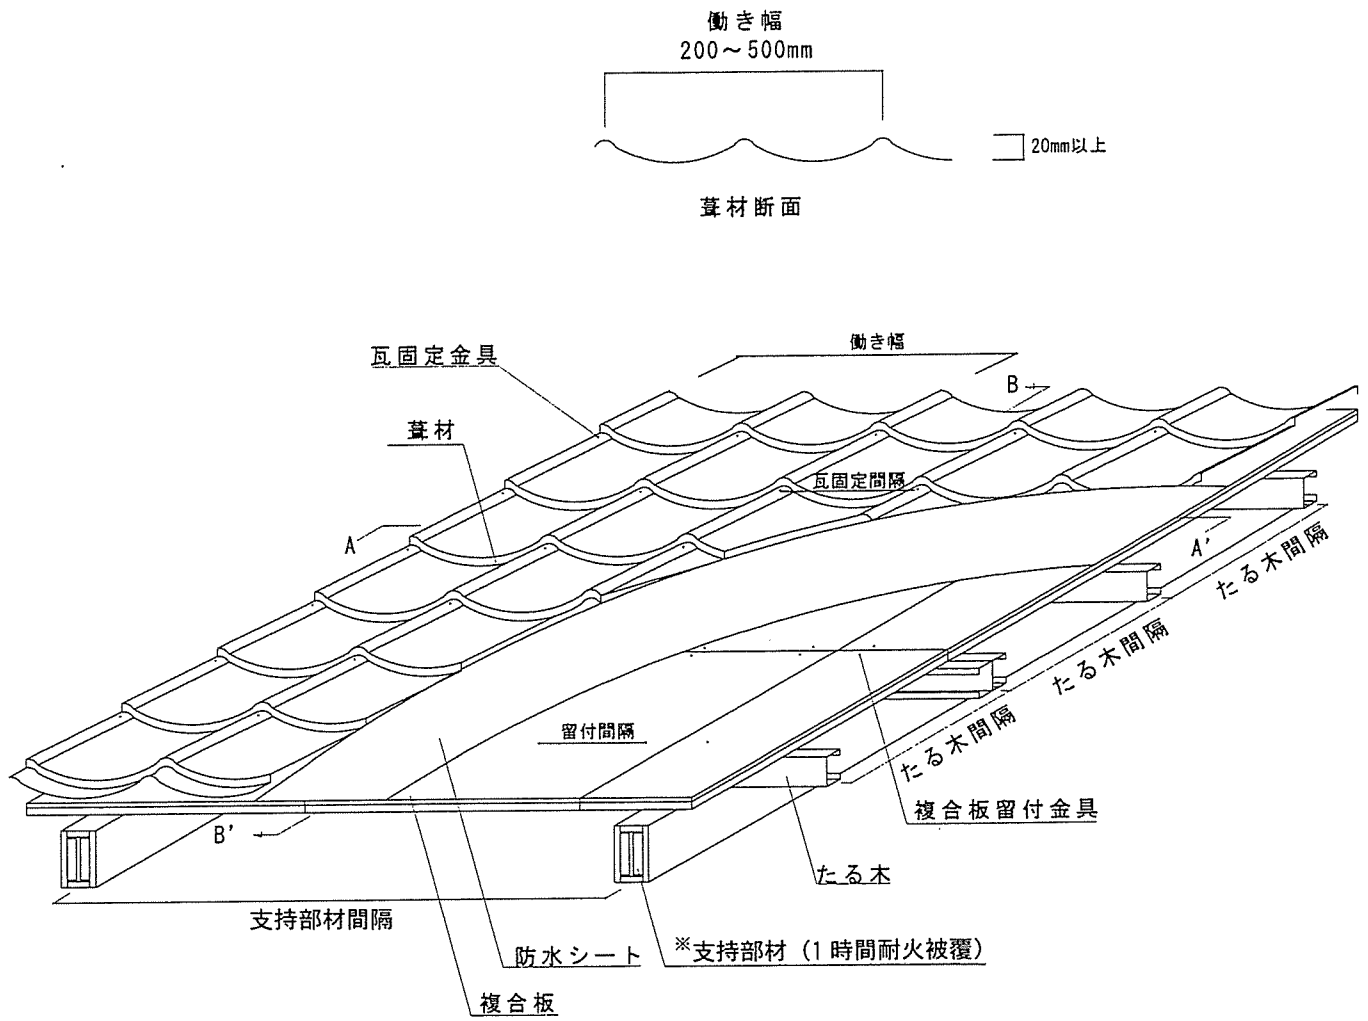 働き幅
200～500mm
20mm以上
葺材断面
働き幅
瓦固定金具
B
葺材
瓦固定間隔
A
A'
たる木間隔
たる木間隔
たる木間隔
留付間隔
複合板留付金具
B'
たる木
支持部材間隔
※支持部材（1時間耐火被覆）
防水シート
複合板